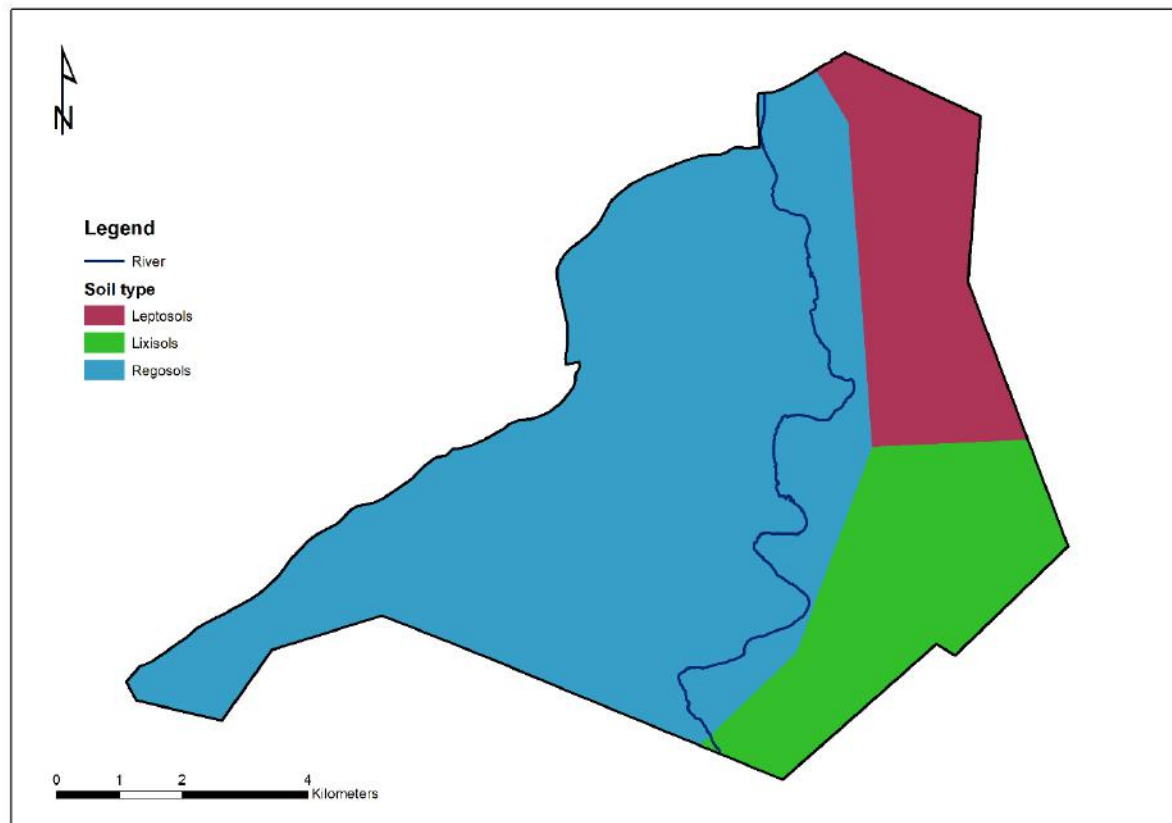 N
Legend
River
Soil type
Leptosols
Lixisols
Regosols
0 1 2 4
Kilometers